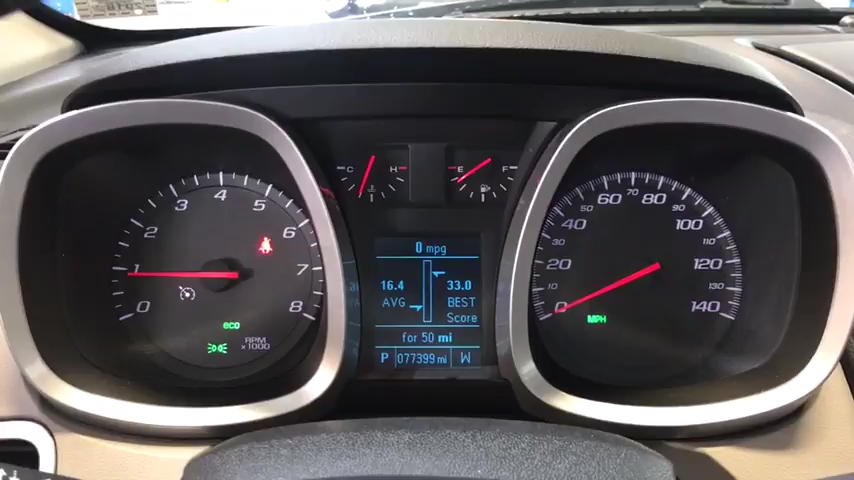 C H
E F
0 1 2 3 4 5 6 7 8
eco
RPM
x1000
0 mpg
16.4 33.0
AVG BEST
Score
for 50 mi
P 077399 mi W
0 10 20 30 40 50 60 70 80 90 100 110 120 130 140
MPH